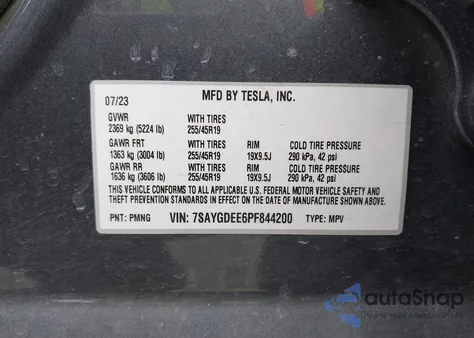 07/23 MFD BY TESLA, INC.
GVWR WITH TIRES
2369 kg (5224 lb) 255/45R19
GAWR FRT WITH TIRES RIM COLD TIRE PRESSURE
1363 kg (3004 lb) 255/45R19 19X9.5J 290 kPa, 42 psi
GAWR RR WITH TIRES RIM COLD TIRE PRESSURE
1636 kg (3606 lb) 255/45R19 19X9.5J 290 kPa, 42 psi
THIS VEHICLE CONFORMS TO ALL APPLICABLE U.S. FEDERAL MOTOR VEHICLE SAFETY AND
THEFT PREVENTION STANDARDS IN EFFECT ON THE DATE OF MANUFACTURE SHOWN
ABOVE.
PNT: PMNG VIN: 7SAYGDEE6PF844200 TYPE: MPV
autoSnap